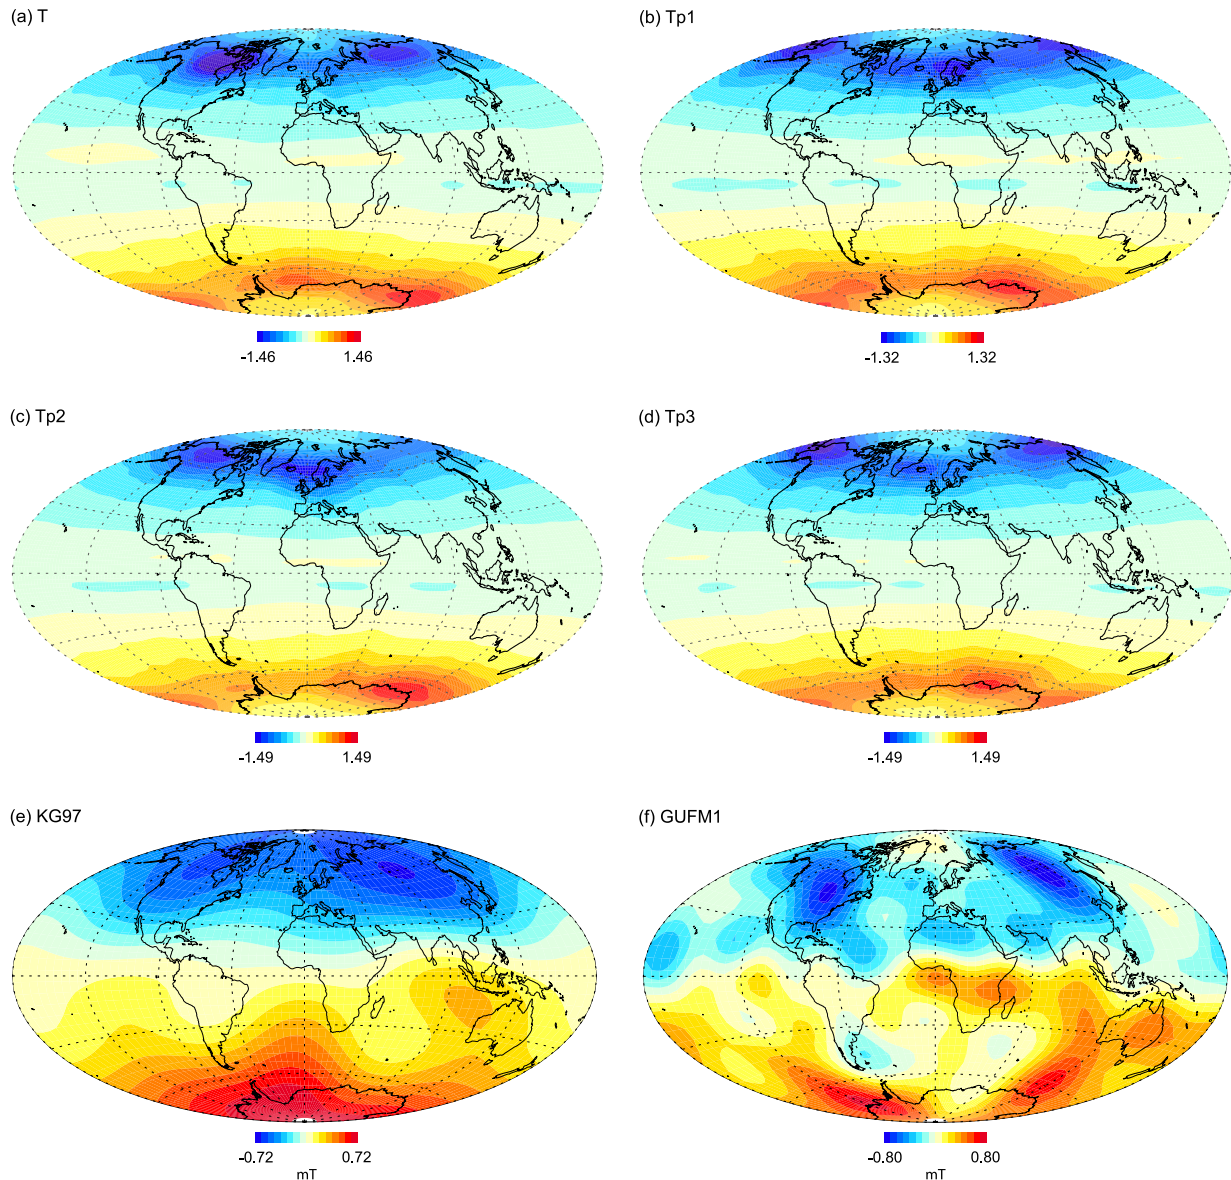 (a) T
(b) Tp1
-1.46 1.46
-1.32 1.32
(c) Tp2
(d) Tp3
-1.49 1.49
-1.49 1.49
(e) KG97
(f) GUFM1
-0.72 0.72
mT
-0.80 0.80
mT